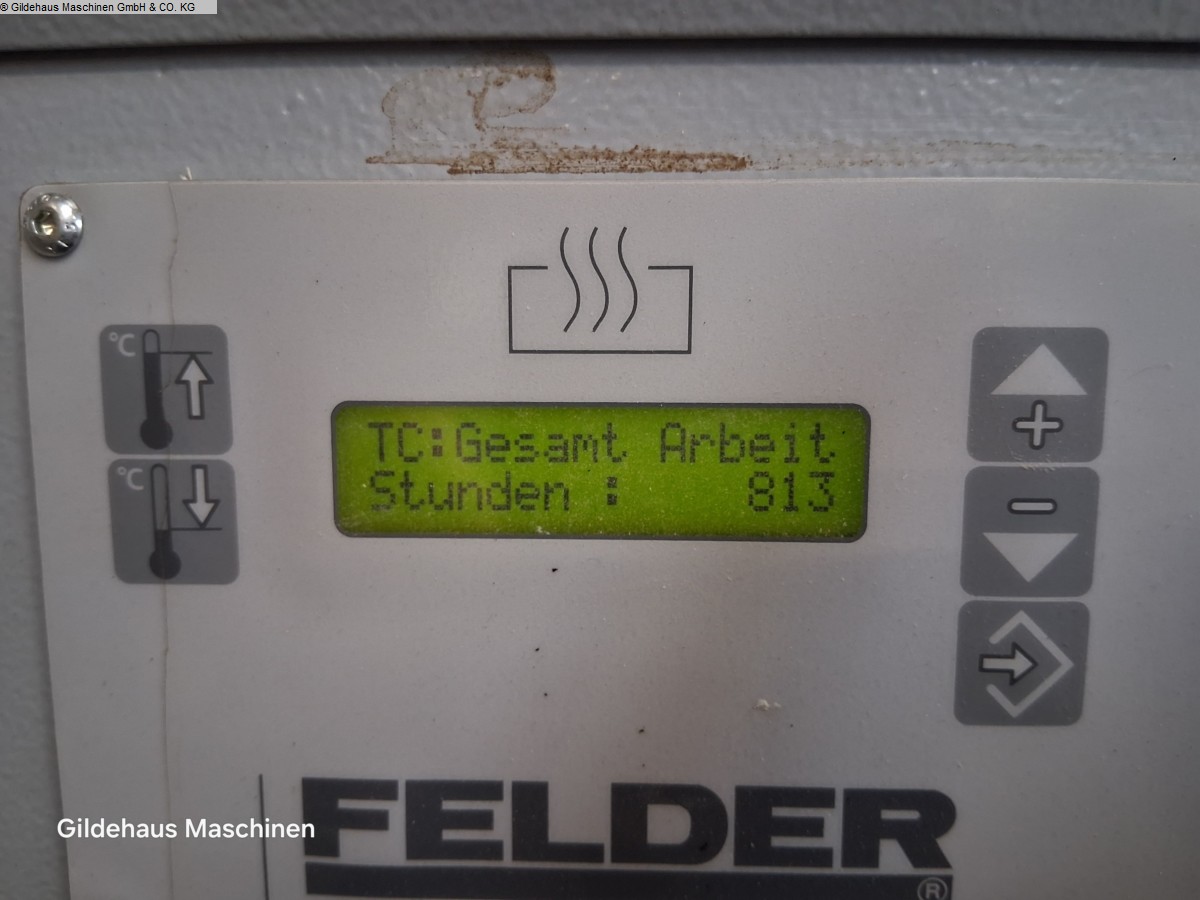 © Gildehaus Maschinen GmbH & CO. KG
°C
°C
TC:Gesamt Arbeit
Stunden : 813
+
-
Gildehaus Maschinen
FELDER
®